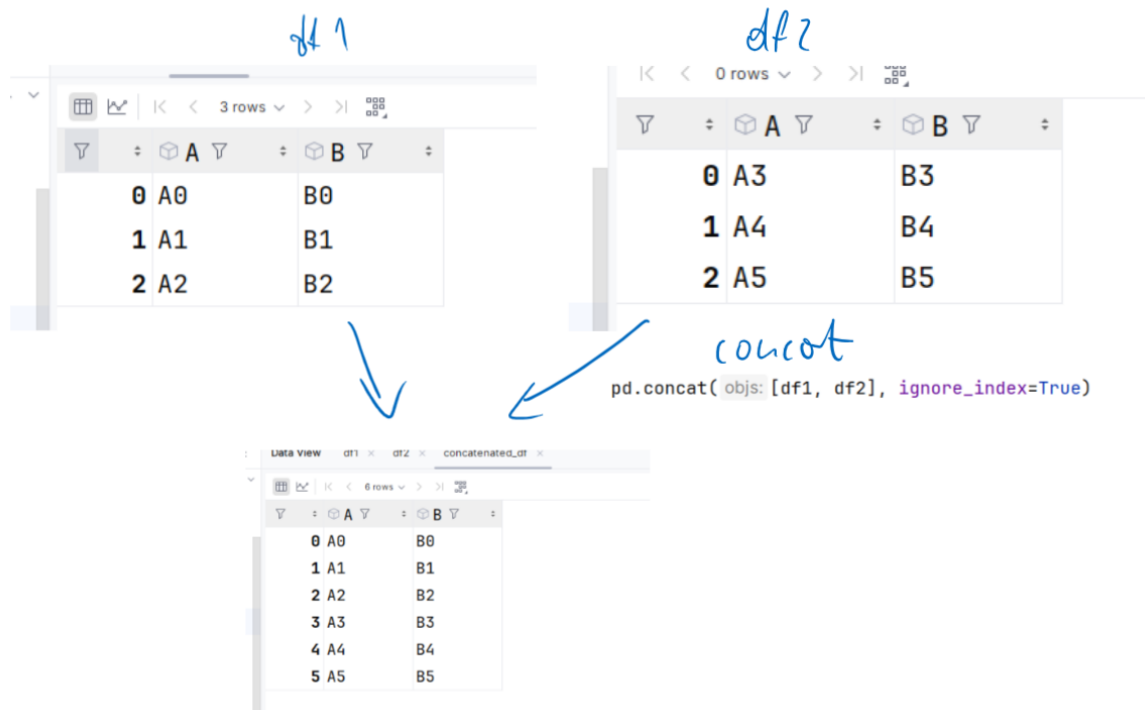 df1
df2
3 rows
A B
0 A0 B0
1 A1 B1
2 A2 B2
0 rows
A B
0 A3 B3
1 A4 B4
2 A5 B5
concat
pd.concat( objs: [df1, df2], ignore_index=True)
Data View df1 × df2 × concatenated_df ×
6 rows
A B
0 A0 B0
1 A1 B1
2 A2 B2
3 A3 B3
4 A4 B4
5 A5 B5